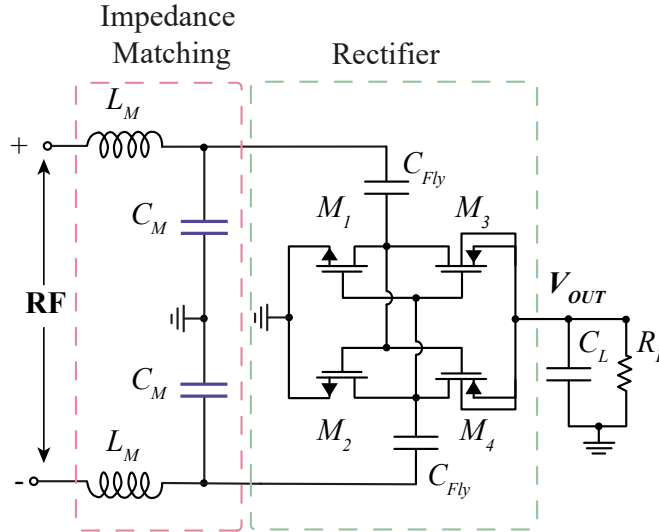 Impedance
Matching
Rectifier
L_M
+
C_Fly
M_1
M_3
C_M
RF
V_OUT
C_L
C_M
M_2
M_4
L_M
C_Fly
-